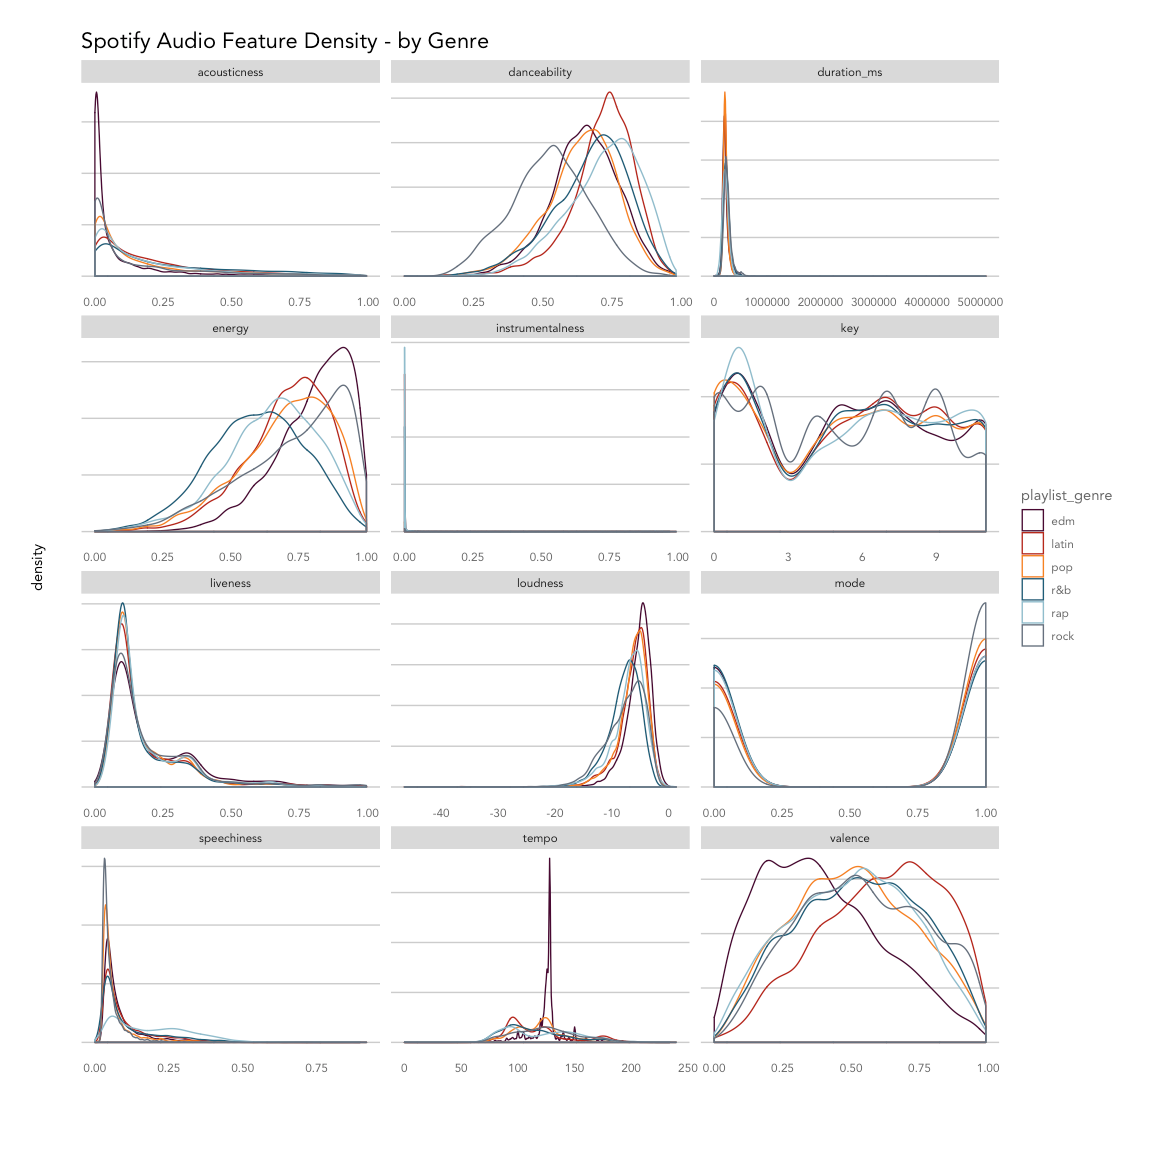 Spotify Audio Feature Density - by Genre
acousticness danceability duration_ms
0.00 0.25 0.50 0.75 1.00 0.00 0.25 0.50 0.75 1.00 0 1000000 2000000 3000000 4000000 5000000
energy instrumentalness key
0.00 0.25 0.50 0.75 1.00 0.00 0.25 0.50 0.75 1.00 0 3 6 9
density
liveness loudness mode
0.00 0.25 0.50 0.75 1.00 -40 -30 -20 -10 0 0.00 0.25 0.50 0.75 1.00
speechiness tempo valence
0.00 0.25 0.50 0.75 0 50 100 150 200 250 0.00 0.25 0.50 0.75 1.00
playlist_genre
edm
latin
pop
r&b
rap
rock